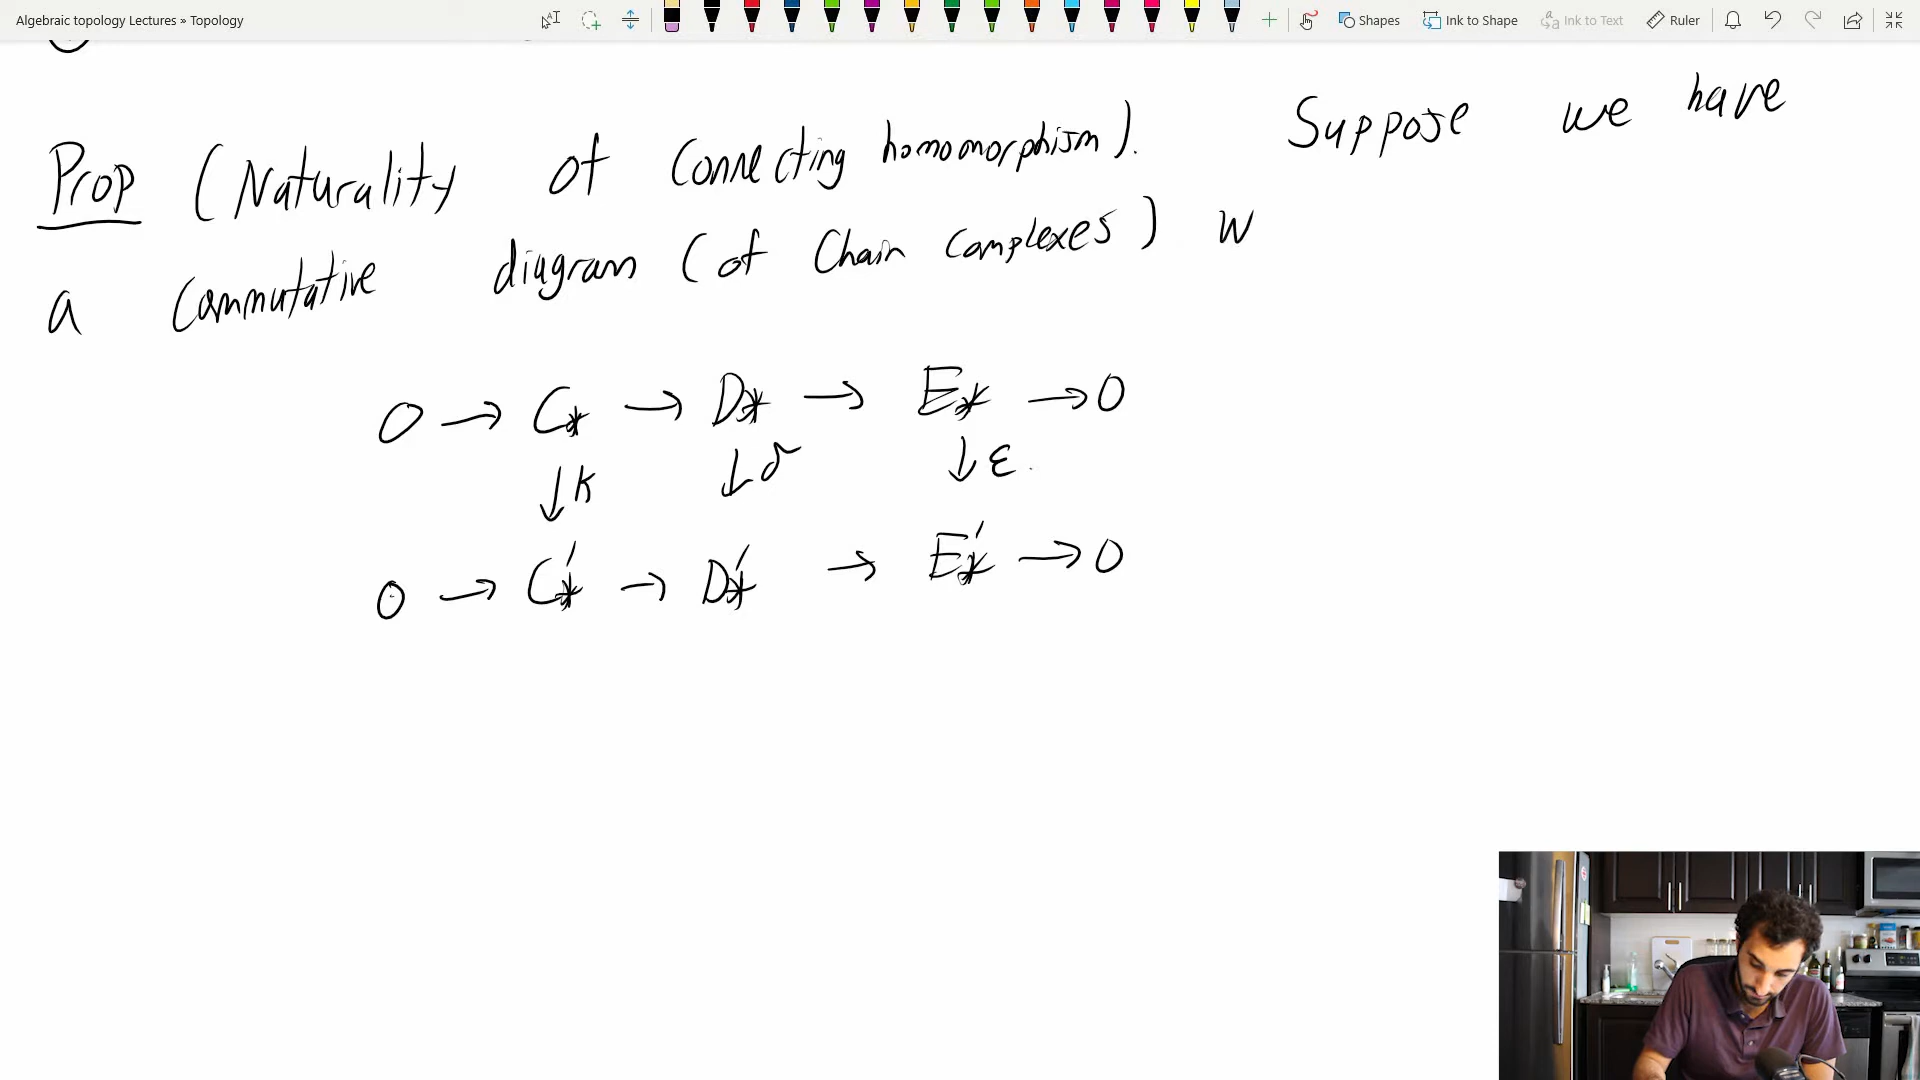 Algebraic topology Lectures » Topology
Shapes Ink to Shape Ink to Text Ruler
Prop (Naturality of Connecting homomorphism). Suppose we have
a commutative diagram (of Chain Complexes) w
0 → C* → D* → E* → 0
↓k ↓δ ↓ε
0 → C'* → D'* → E'* → 0